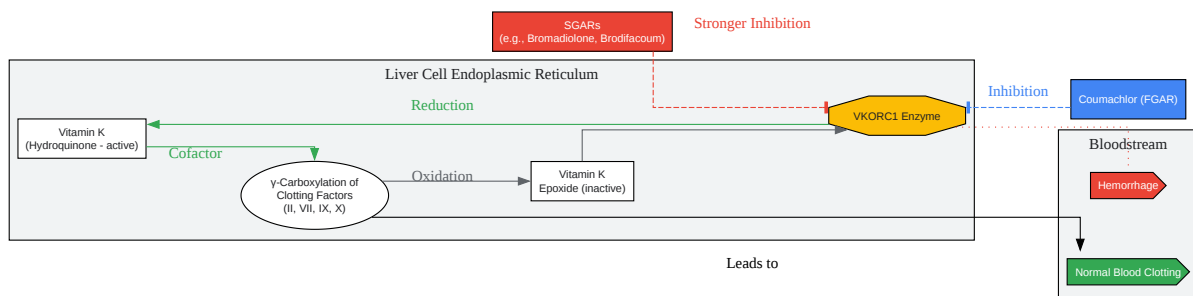 SGARs
(e.g., Bromadiolone, Brodifacoum)
Stronger Inhibition
Liver Cell Endoplasmic Reticulum
Reduction
Inhibition
Coumachlor (FGAR)
VKORC1 Enzyme
Vitamin K
(Hydroquinone - active)
Cofactor
Bloodstream
γ-Carboxylation of
Clotting Factors
(II, VII, IX, X)
Oxidation
Vitamin K
Epoxide (inactive)
Hemorrhage
Leads to
Normal Blood Clotting